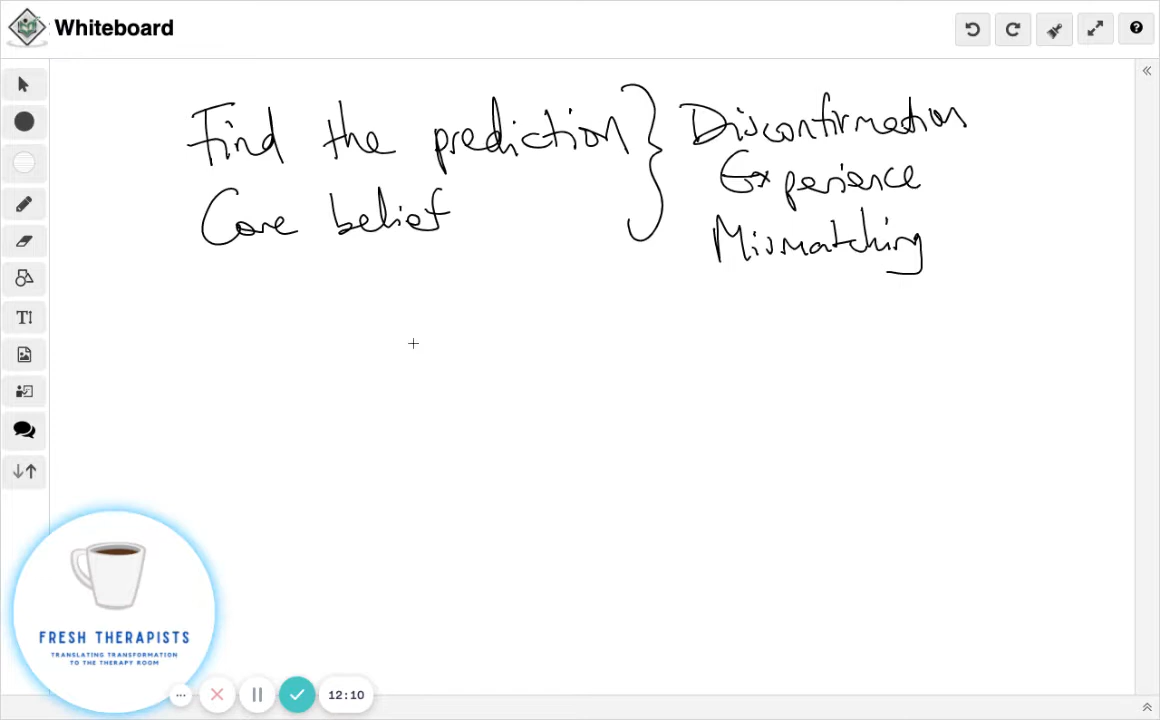 Whiteboard
Find the prediction
Core belief
Disconfirmation
Experience
Mismatching
TI
FRESH THERAPISTS
TRANSLATING TRANSFORMATION
TO THE THERAPY ROOM
12:10